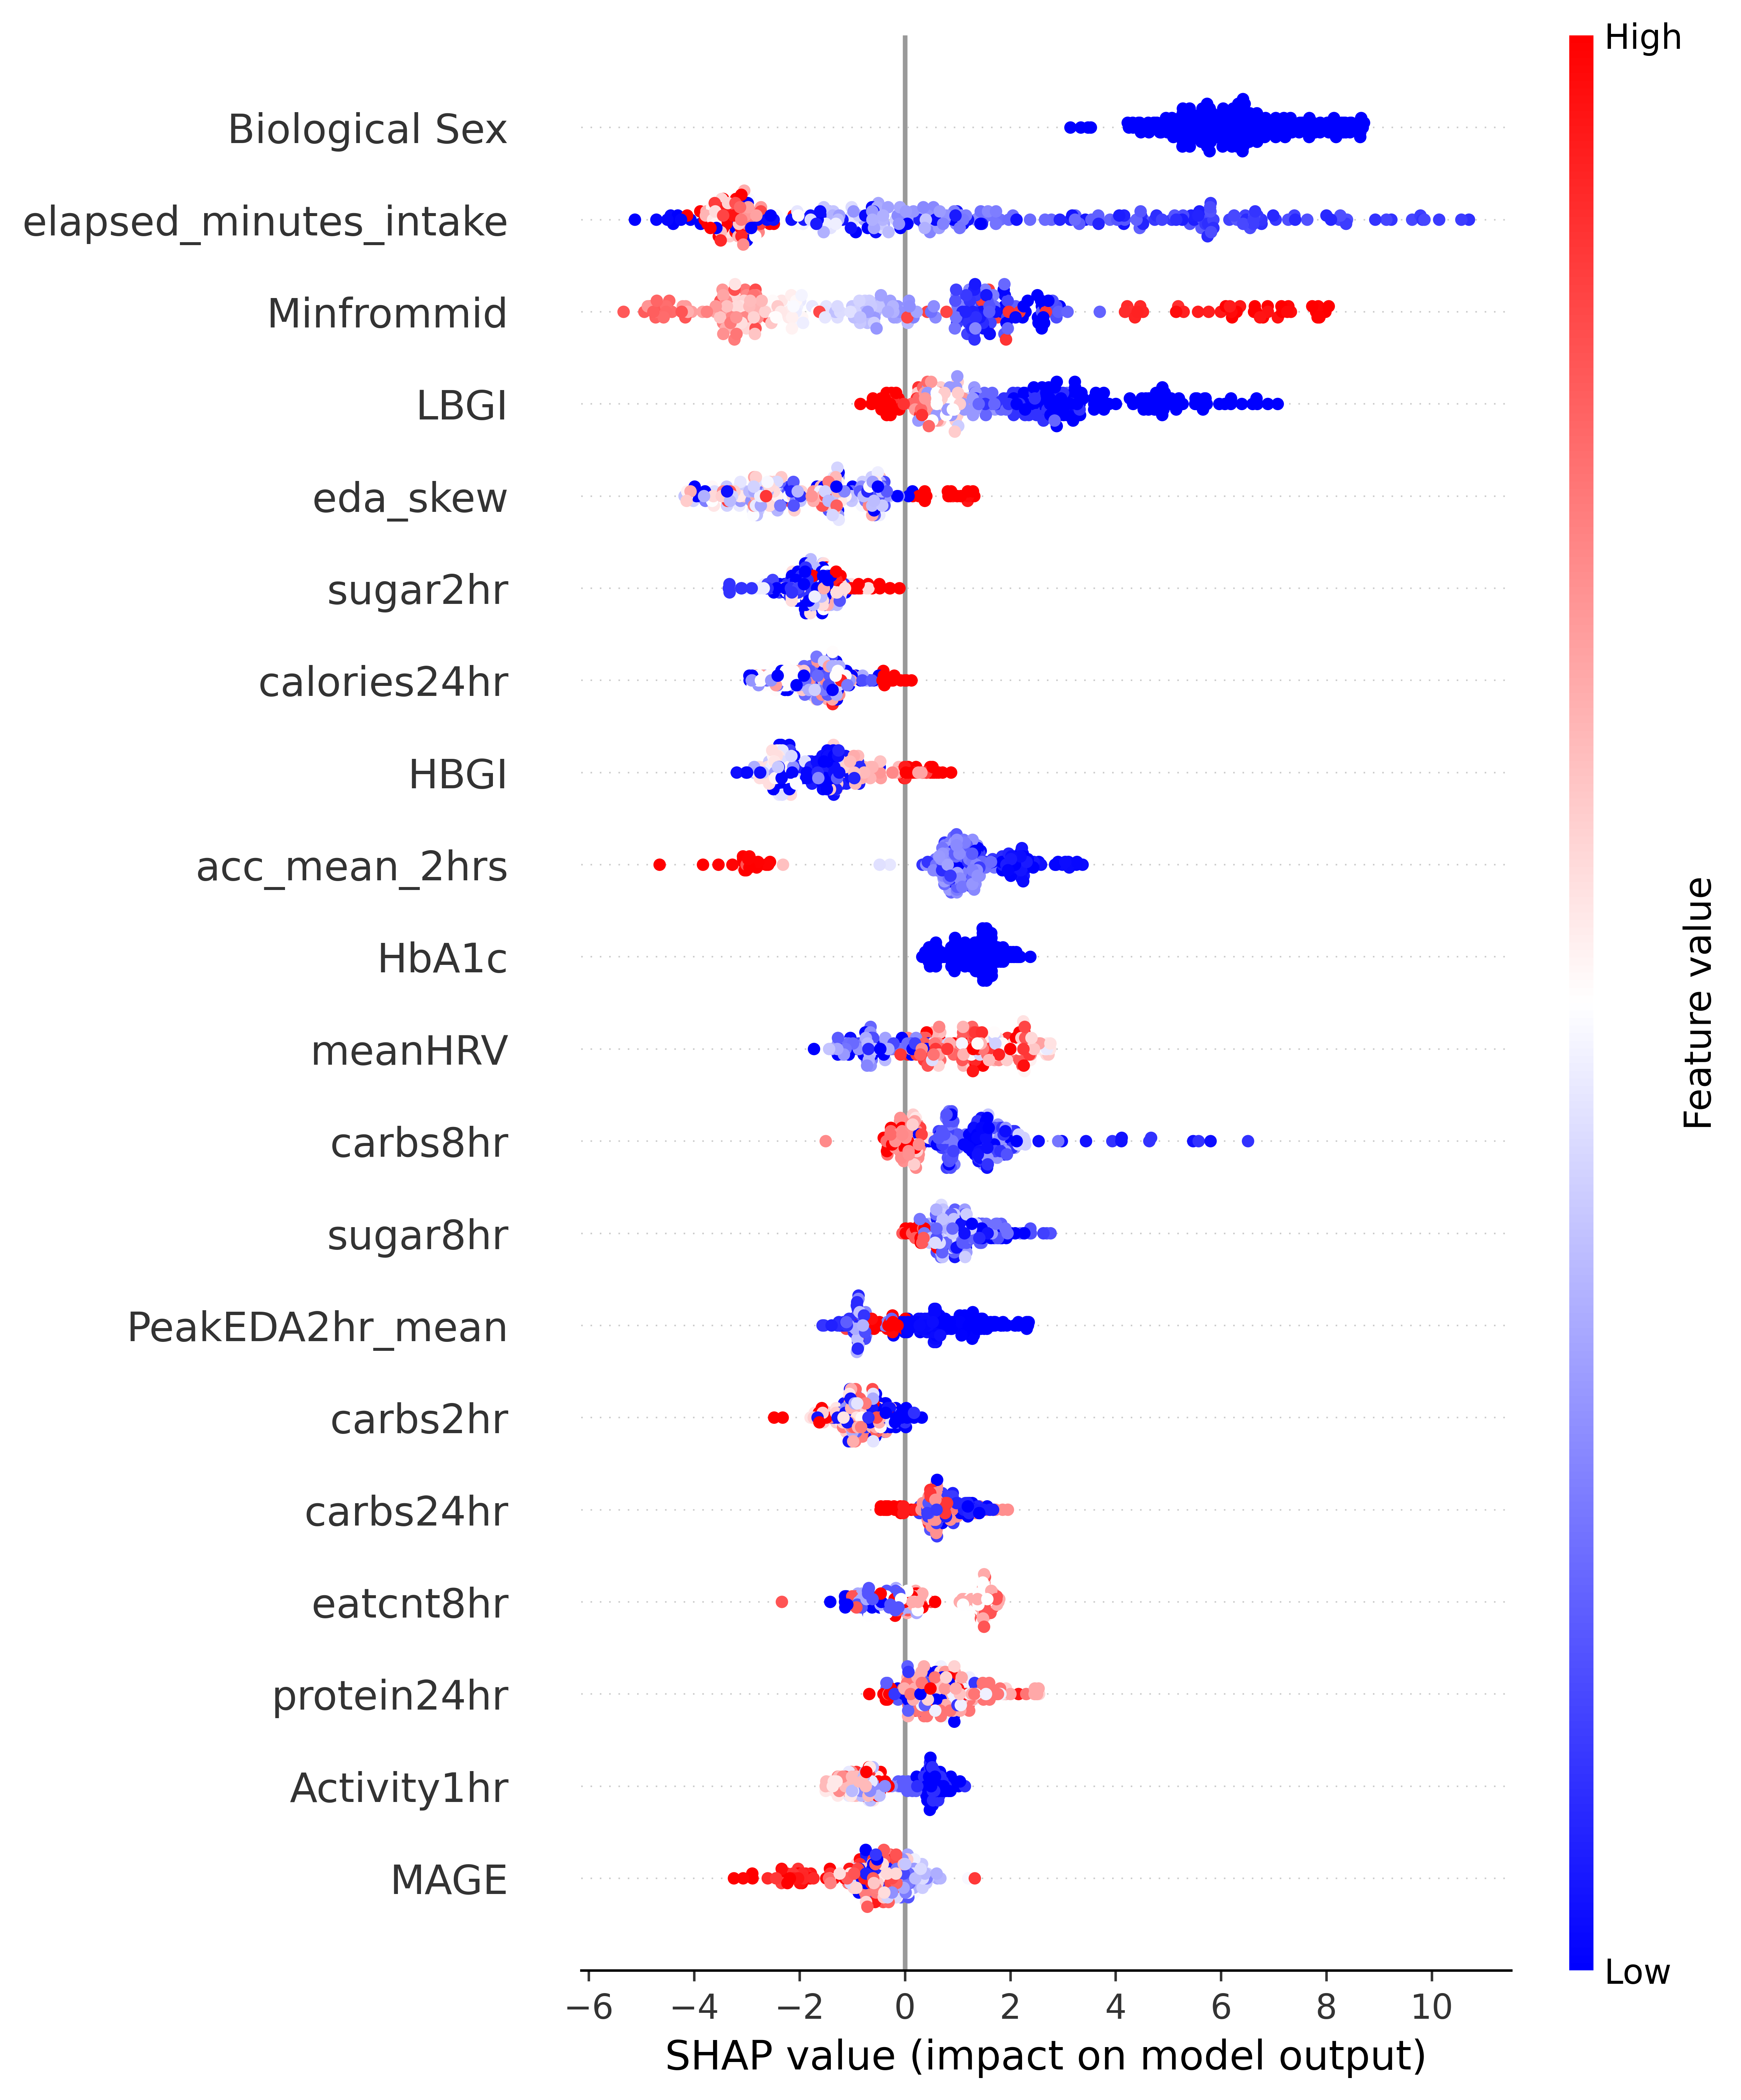 High
Biological Sex
elapsed_minutes_intake
Minfrommid
LBGI
eda_skew
sugar2hr
calories24hr
HBGI
acc_mean_2hrs
HbA1c
meanHRV
carbs8hr
sugar8hr
PeakEDA2hr_mean
carbs2hr
carbs24hr
eatcnt8hr
protein24hr
Activity1hr
MAGE
Feature value
Low
−6 −4 −2 0 2 4 6 8 10
SHAP value (impact on model output)